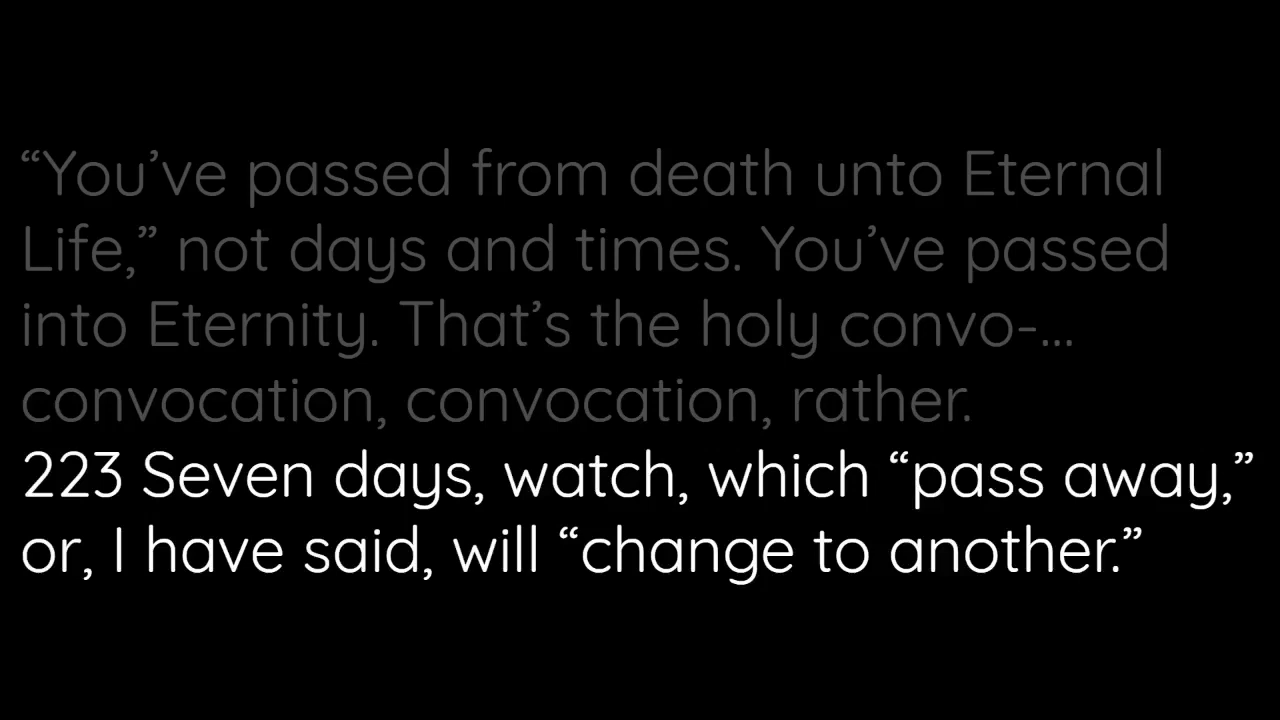 “You’ve passed from death unto Eternal
Life,” not days and times. You’ve passed
into Eternity. That’s the holy convo-...
convocation, convocation, rather.
223 Seven days, watch, which “pass away,”
or, I have said, will “change to another.”